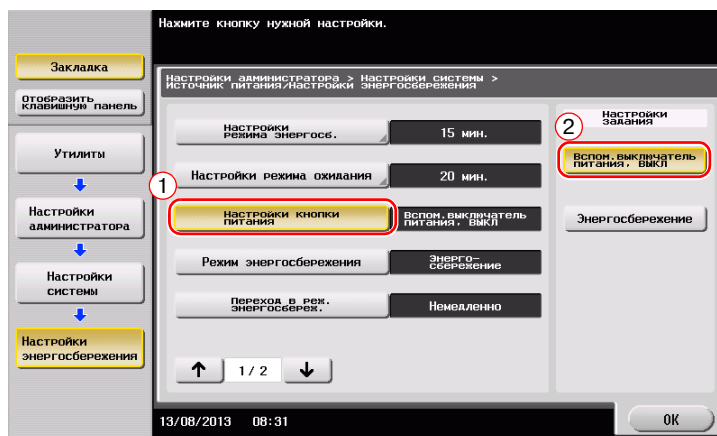 Нажмите кнопку нужной настройки.
Закладка
Отобразить
клавишную панель
Утилиты
Настройки
администратора
Настройки
системы
Настройки
энергосбережения
Настройки администратора > Настройки системы >
Источник питания/Настройки энергосбережения
Настройки
режима энергосб.
15 мин.
Настройки режима ожидания
20 мин.
1
Настройки кнопки
питания
Вспом.выключатель
питания, ВЫКЛ
Режим энергосбережения
Энерго-
сбережение
Переход в реж.
энергосбереж.
Немедленно
1/ 2
2
Настройки
задания
Вспом.выключатель
питания, ВЫКЛ
Энергосбережение
13/08/2013 08:31
OK